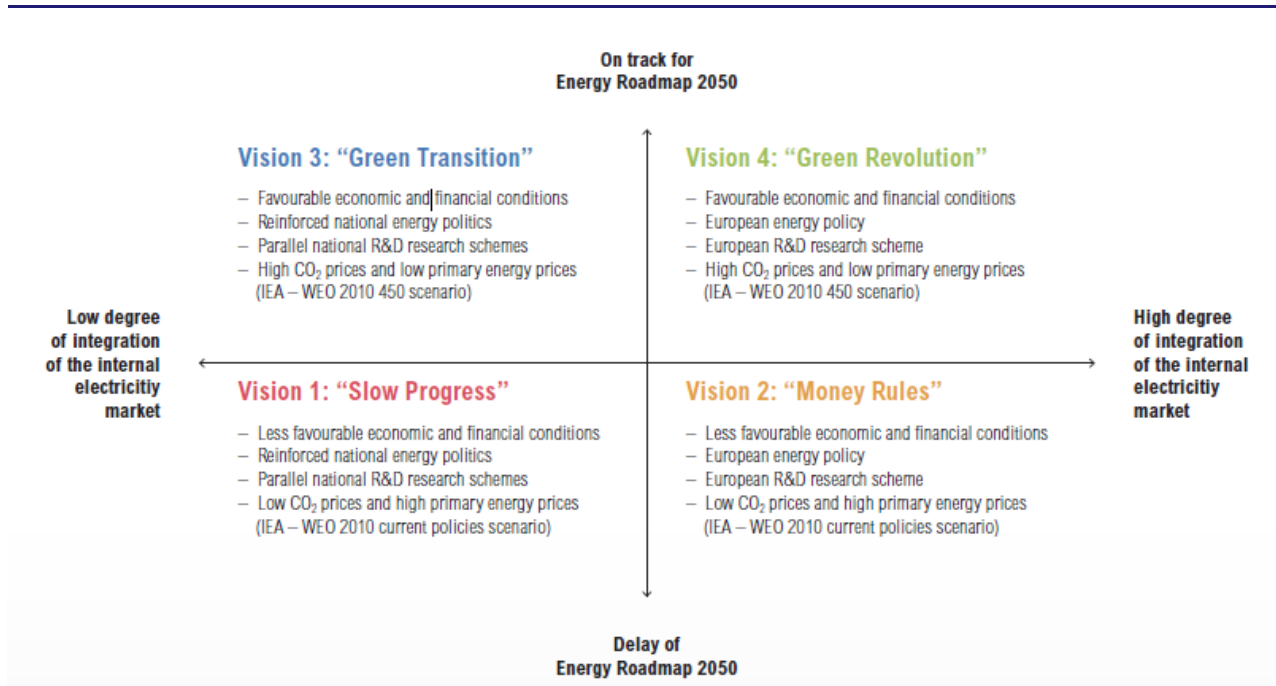 On track for
Energy Roadmap 2050
Vision 3: “Green Transition”
– Favourable economic and financial conditions
– Reinforced national energy politics
– Parallel national R&D research schemes
– High CO₂ prices and low primary energy prices
(IEA – WEO 2010 450 scenario)
Vision 4: “Green Revolution”
– Favourable economic and financial conditions
– European energy policy
– European R&D research scheme
– High CO₂ prices and low primary energy prices
(IEA – WEO 2010 450 scenario)
Low degree
of integration
of the internal
electricitiy
market
High degree
of integration
of the internal
electricitiy
market
Vision 1: “Slow Progress”
– Less favourable economic and financial conditions
– Reinforced national energy politics
– Parallel national R&D research schemes
– Low CO₂ prices and high primary energy prices
(IEA – WEO 2010 current policies scenario)
Vision 2: “Money Rules”
– Less favourable economic and financial conditions
– European energy policy
– European R&D research scheme
– Low CO₂ prices and high primary energy prices
(IEA – WEO 2010 current policies scenario)
Delay of
Energy Roadmap 2050